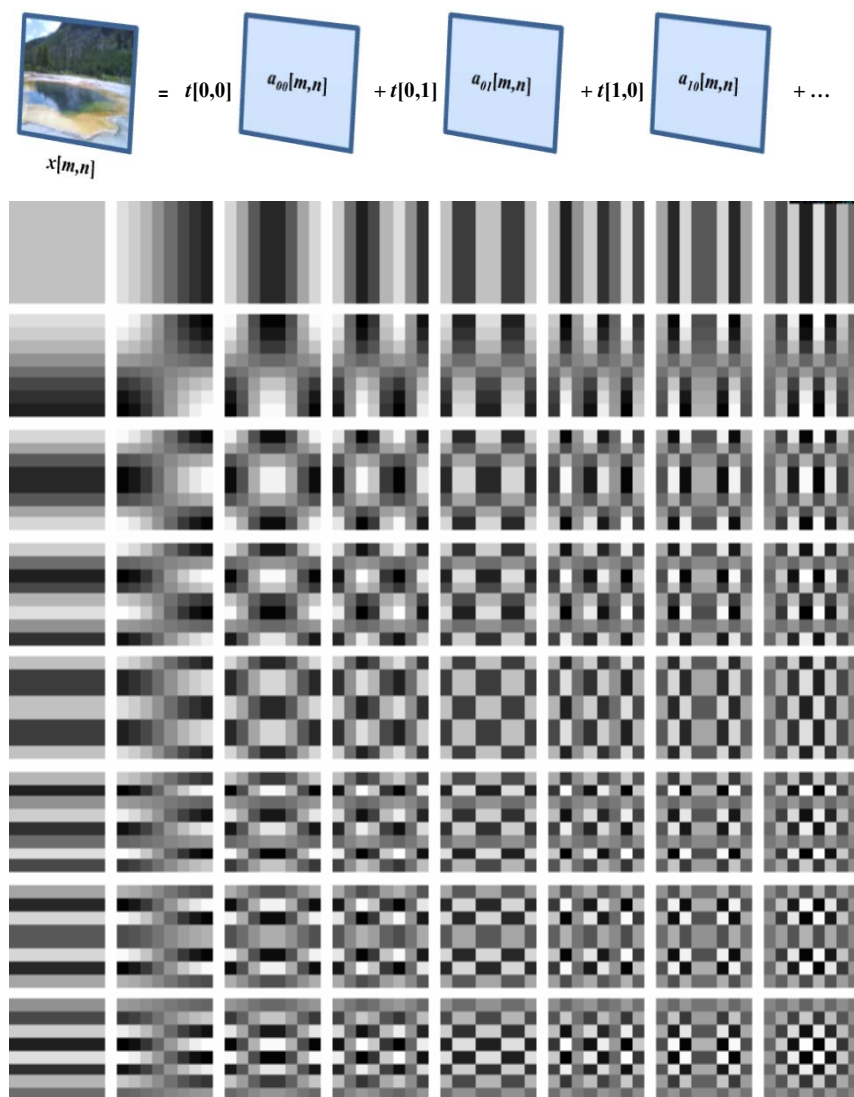 = t[0,0] a00[m,n] + t[0,1] a01[m,n] + t[1,0] a10[m,n] + …
x[m,n]